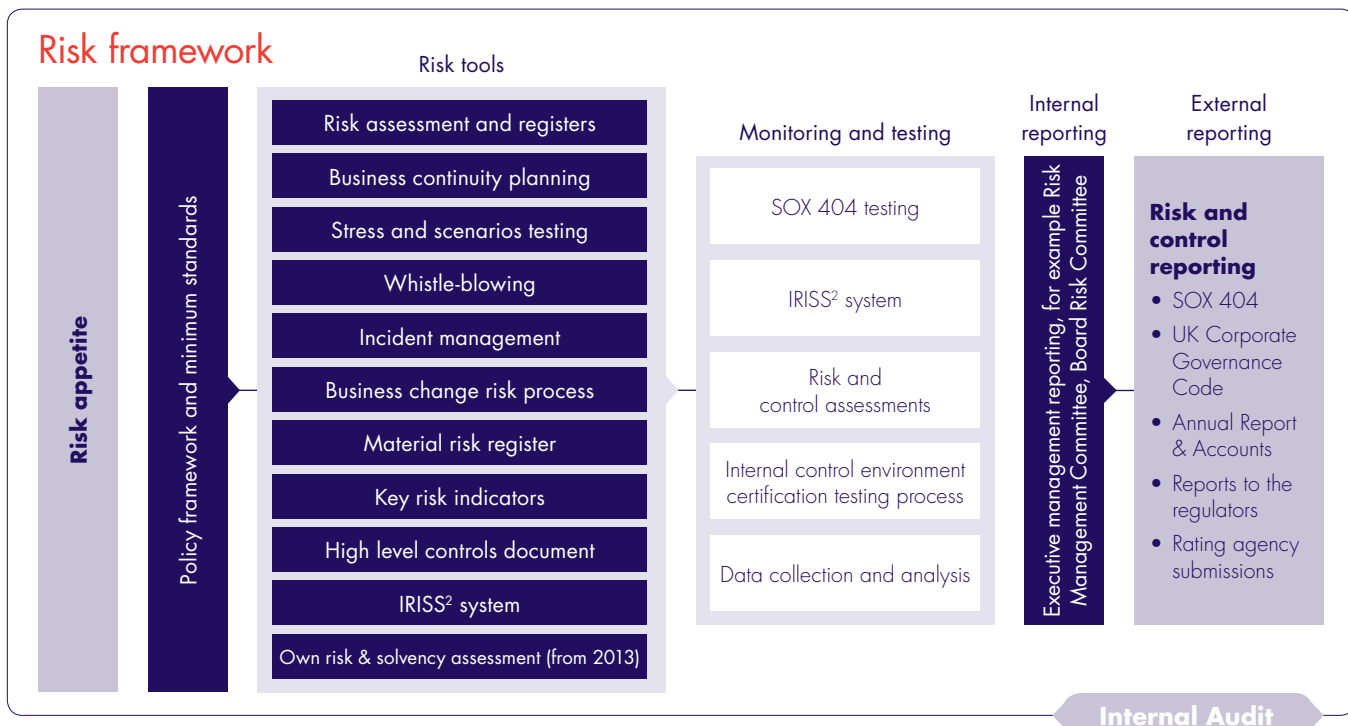 Risk framework
Risk appetite
Policy framework and minimum standards
Risk tools
Risk assessment and registers
Business continuity planning
Stress and scenarios testing
Whistle-blowing
Incident management
Business change risk process
Material risk register
Key risk indicators
High level controls document
IRISS² system
Own risk & solvency assessment (from 2013)
Monitoring and testing
SOX 404 testing
IRISS² system
Risk and
control assessments
Internal control environment
certification testing process
Data collection and analysis
Internal
reporting
Executive management reporting, for example Risk
Management Committee, Board Risk Committee
External
reporting
Risk and
control
reporting
• SOX 404
• UK Corporate
Governance
Code
• Annual Report
& Accounts
• Reports to the
regulators
• Rating agency
submissions
Internal Audit